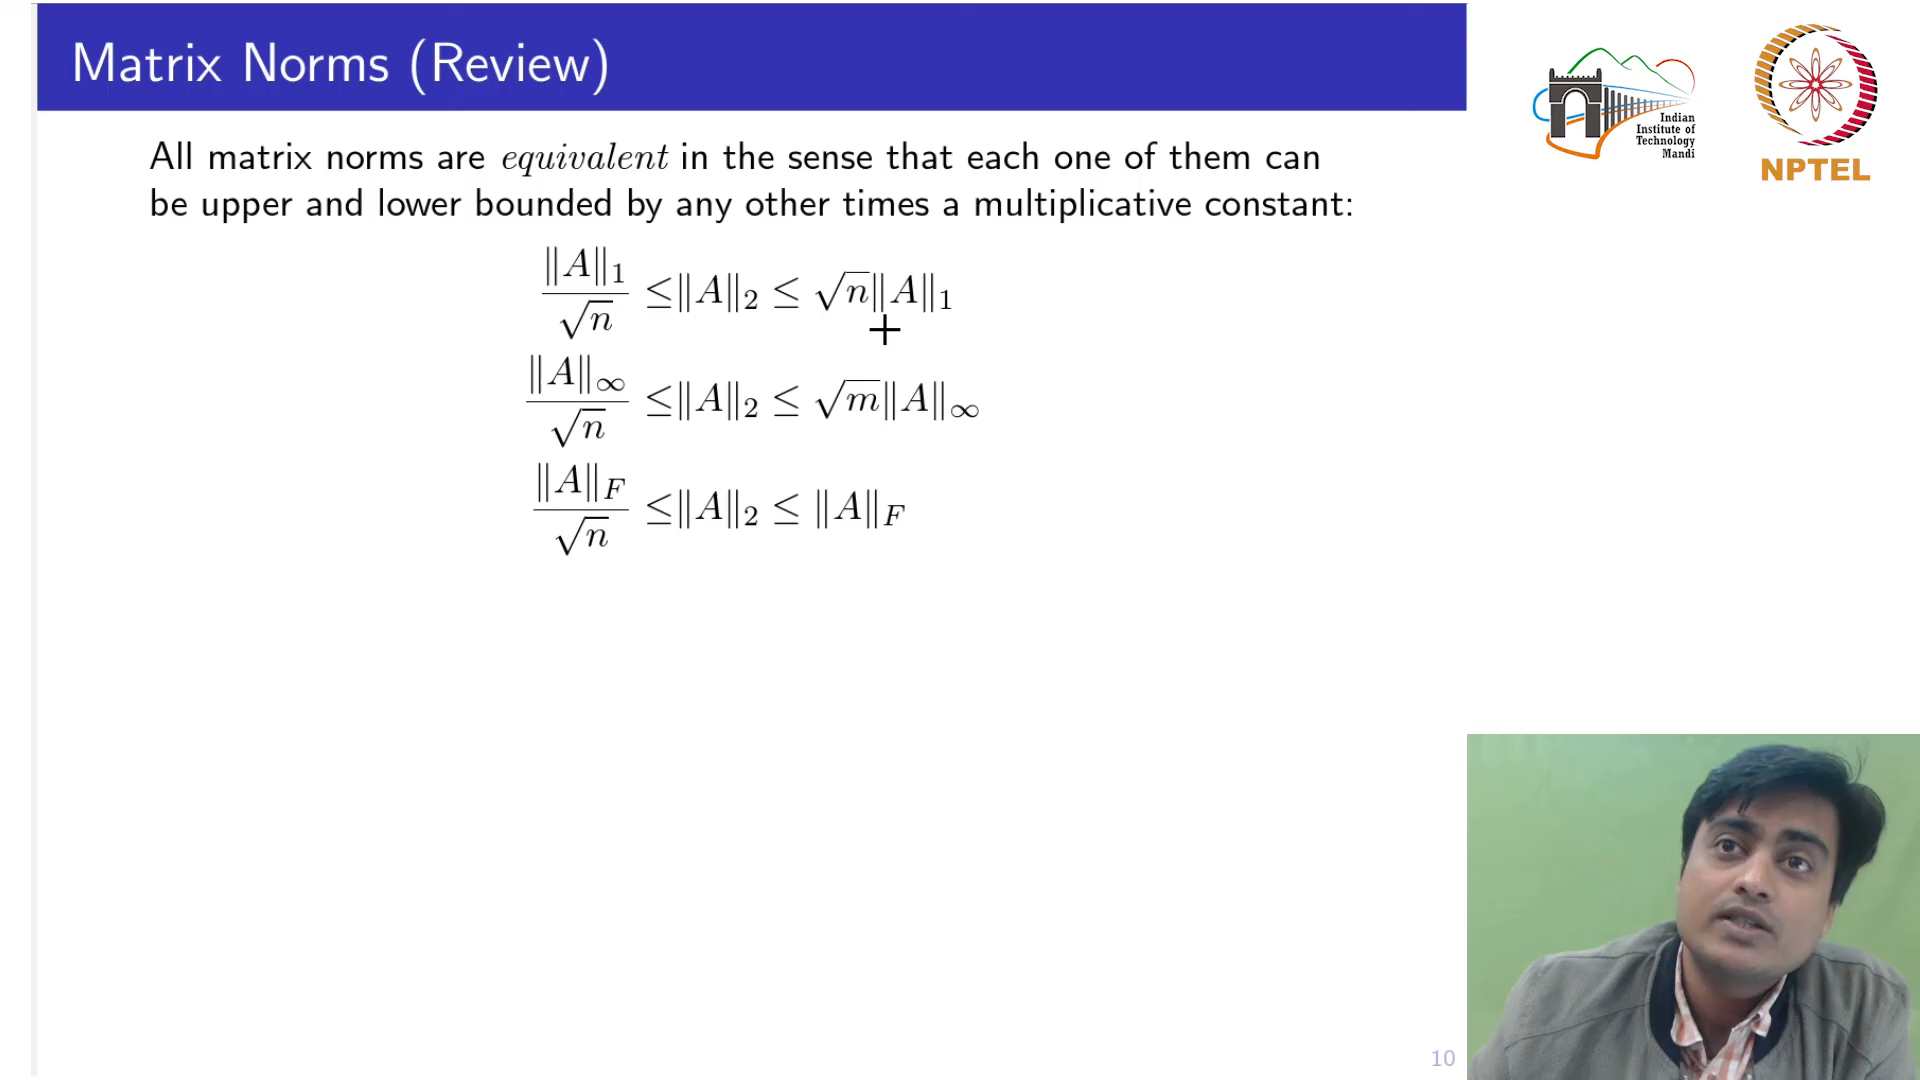 Matrix Norms (Review)
Indian
Institute of
Technology
Mandi
NPTEL
All matrix norms are equivalent in the sense that each one of them can
be upper and lower bounded by any other times a multiplicative constant:
‖A‖₁/√n ≤‖A‖₂ ≤ √n‖A‖₁
‖A‖∞/√n ≤‖A‖₂ ≤ √m‖A‖∞
‖A‖F/√n ≤‖A‖₂ ≤ ‖A‖F
10